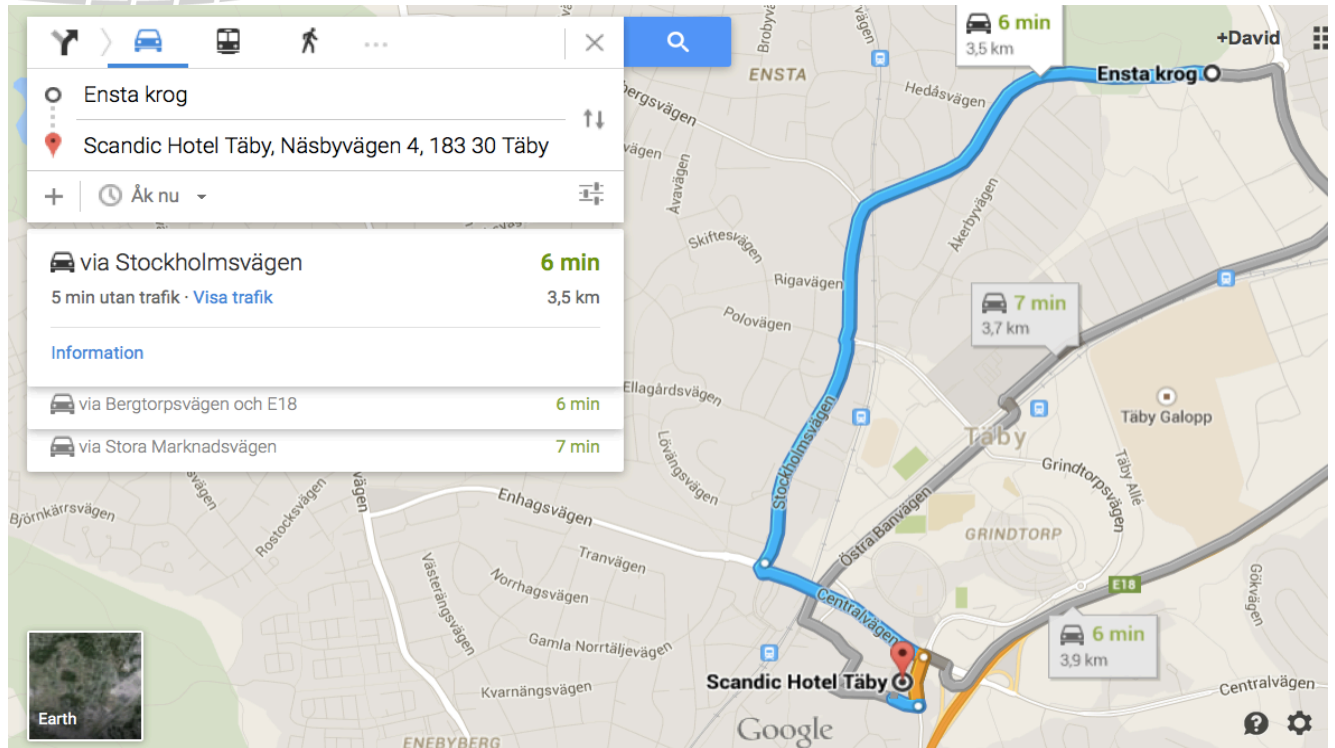 Ensta krog
Scandic Hotel Täby, Näsbyvägen 4, 183 30 Täby
Åk nu
via Stockholmsvägen
6 min
5 min utan trafik · Visa trafik
3,5 km
Information
via Bergtorpsvägen och E18
6 min
via Stora Marknadsvägen
7 min
Earth
+David
6 min
3,5 km
Ensta krog
Brobyv
vägen
ENSTA
Hedåsvägen
bergsvägen
vägen
Åvavägen
Åkerbyvägen
Skiftesvägen
Rigavägen
Polovägen
7 min
3,7 km
Ellagårdsvägen
Täby Galopp
Täby
Stockholmsvägen
Lövängsvägen
Grindtorpsvägen
Täby Allé
svägen
vägen
Björnkärrsvägen
Rostocksvägen
Enhagsvägen
Östra Banvägen
GRINDTORP
Tranvägen
Norrhagsvägen
Västerängsvägen
Centralvägen
E18
Gökvägen
Gamla Norrtäljevägen
6 min
3,9 km
Scandic Hotel Täby
Kvarnängsvägen
Centralvägen
Google
ENEBYBERG